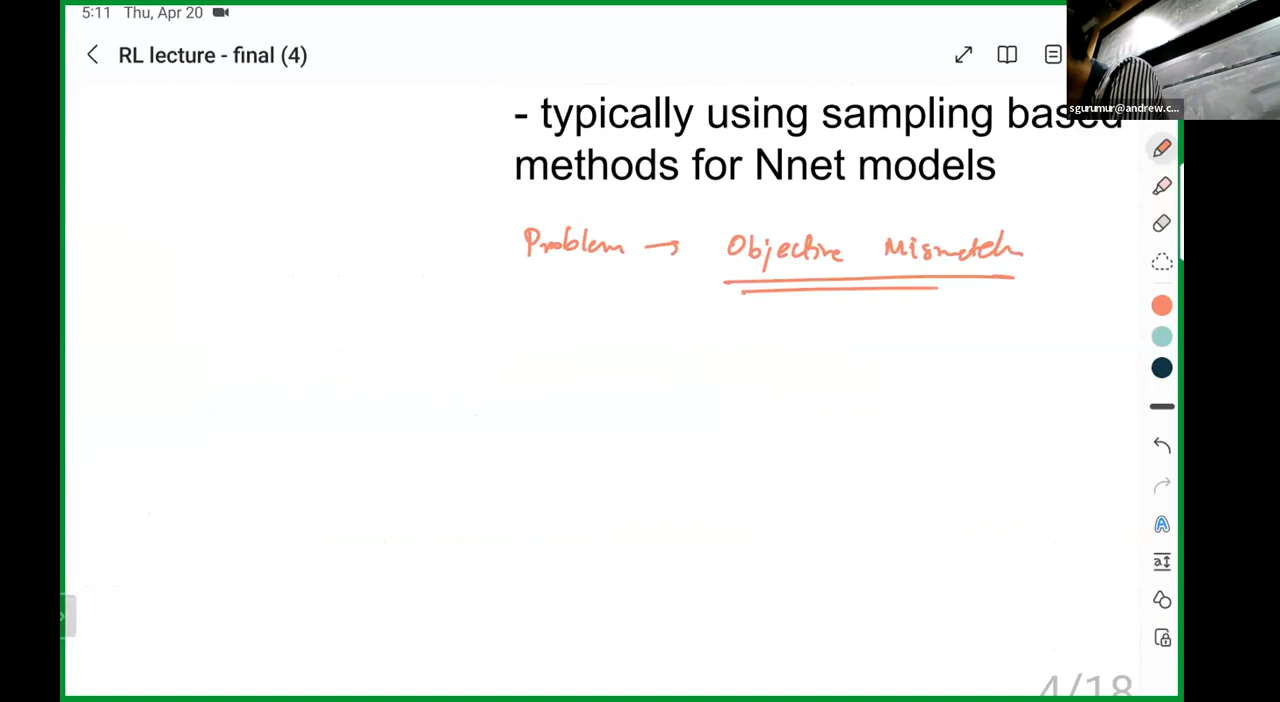 5:11 Thu, Apr 20
RL lecture - final (4)
sgurumur@andrew.c...
- typically using sampling based
methods for Nnet models
Problem → Objective Mismatch
4/18